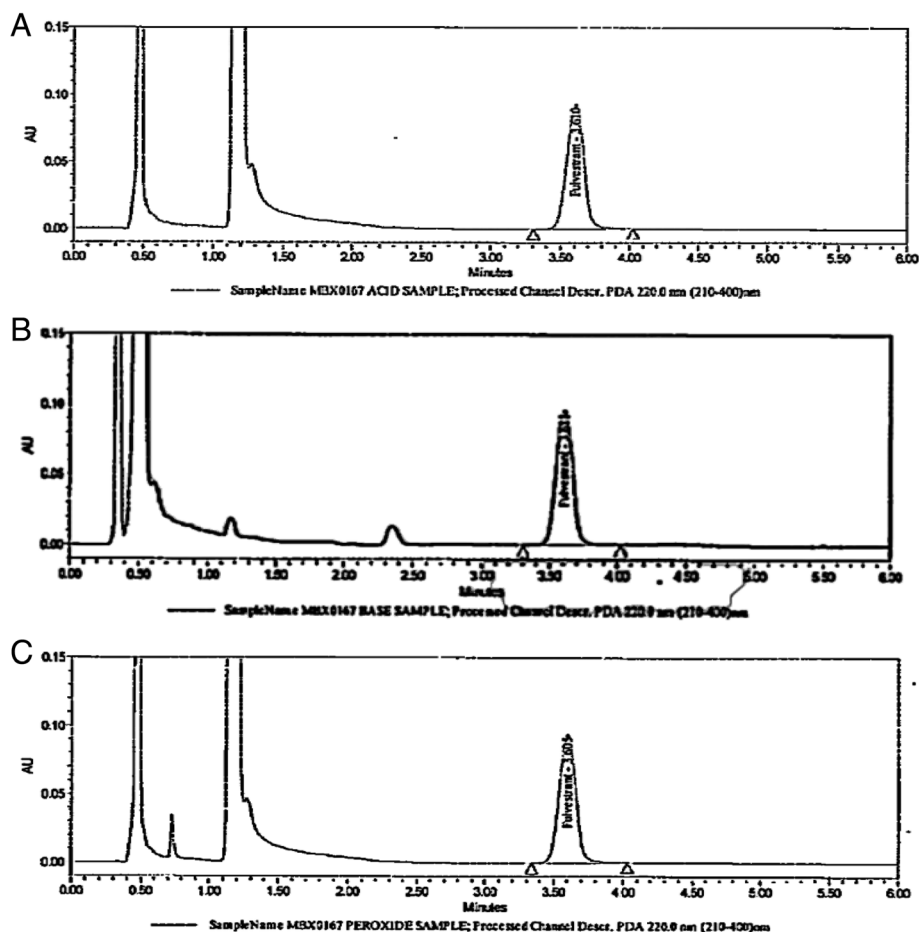 A
0.15
0.10
0.05
0.00
AU
Fulvestrant - 3.610
0.00 0.50 1.00 1.50 2.00 2.50 3.00 3.50 4.00 4.50 5.00 5.50 6.00
Minutes
SampleName MBX0167 ACID SAMPLE; Processed Channel Descr. PDA 220.0 nm (210-400)nm
B
0.15
0.10
0.05
0.00
AU
Fulvestrant
0.00 0.50 1.00 1.50 2.00 2.50 3.00 3.50 4.00 4.50 5.00 5.50 6.00
Minutes
SampleName MBX0167 BASE SAMPLE; Processed Channel Descr. PDA 220.0 nm (210-400)nm
C
0.15
0.10
0.05
0.00
AU
Fulvestrant - 3.605
0.00 0.50 1.00 1.50 2.00 2.50 3.00 3.50 4.00 4.50 5.00 5.50 6.00
Minutes
SampleName MBX0167 PEROXIDE SAMPLE; Processed Channel Descr. PDA 220.0 nm (210-400)nm